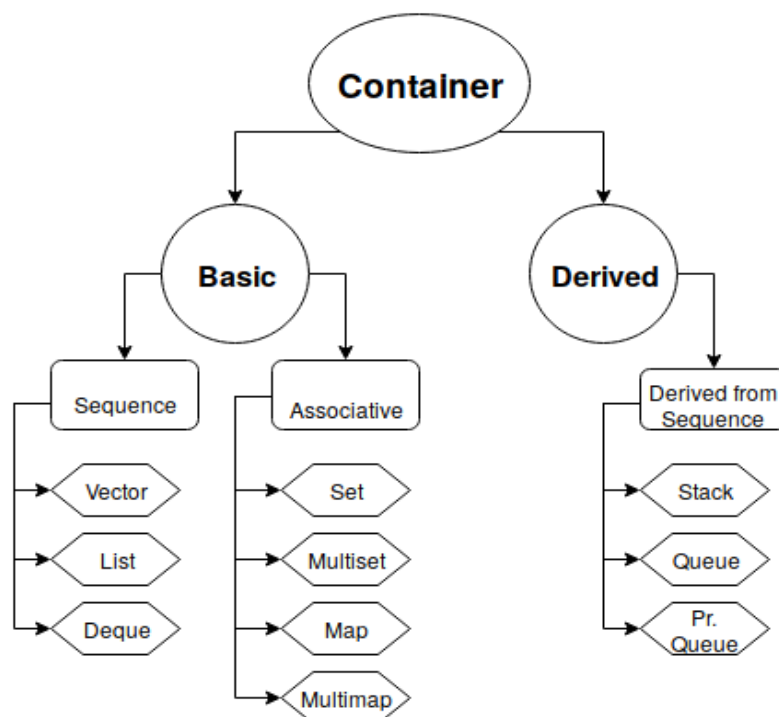 Container
Basic
Derived
Sequence
Associative
Derived from
Sequence
Vector
Set
Stack
List
Multiset
Queue
Deque
Map
Pr.
Queue
Multimap